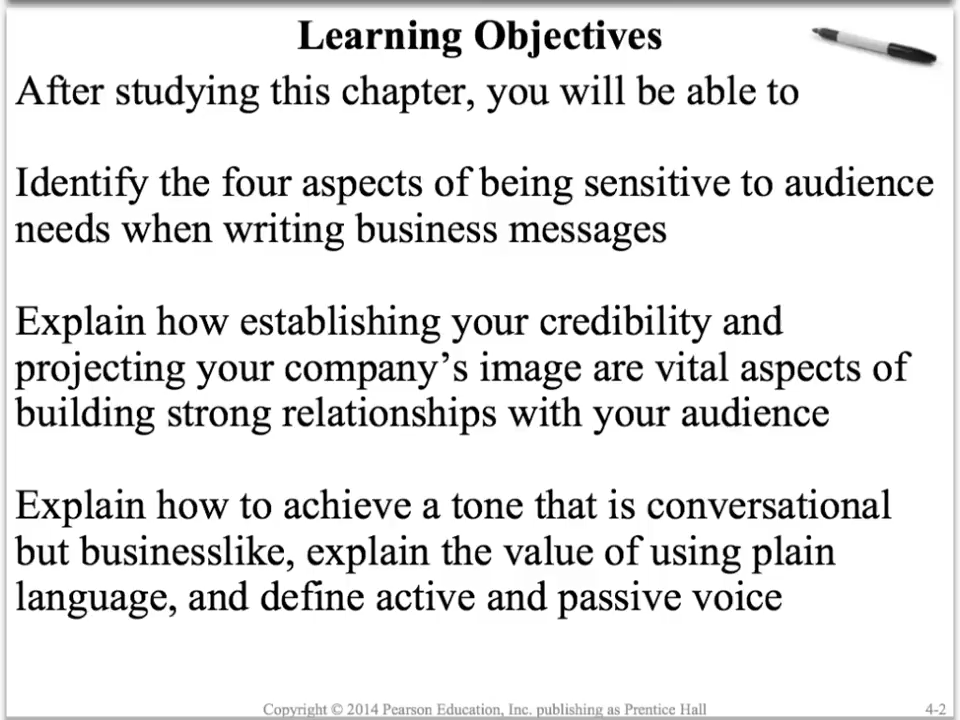 Learning Objectives
After studying this chapter, you will be able to
Identify the four aspects of being sensitive to audience
needs when writing business messages
Explain how establishing your credibility and
projecting your company’s image are vital aspects of
building strong relationships with your audience
Explain how to achieve a tone that is conversational
but businesslike, explain the value of using plain
language, and define active and passive voice
Copyright © 2014 Pearson Education, Inc. publishing as Prentice Hall
4-2